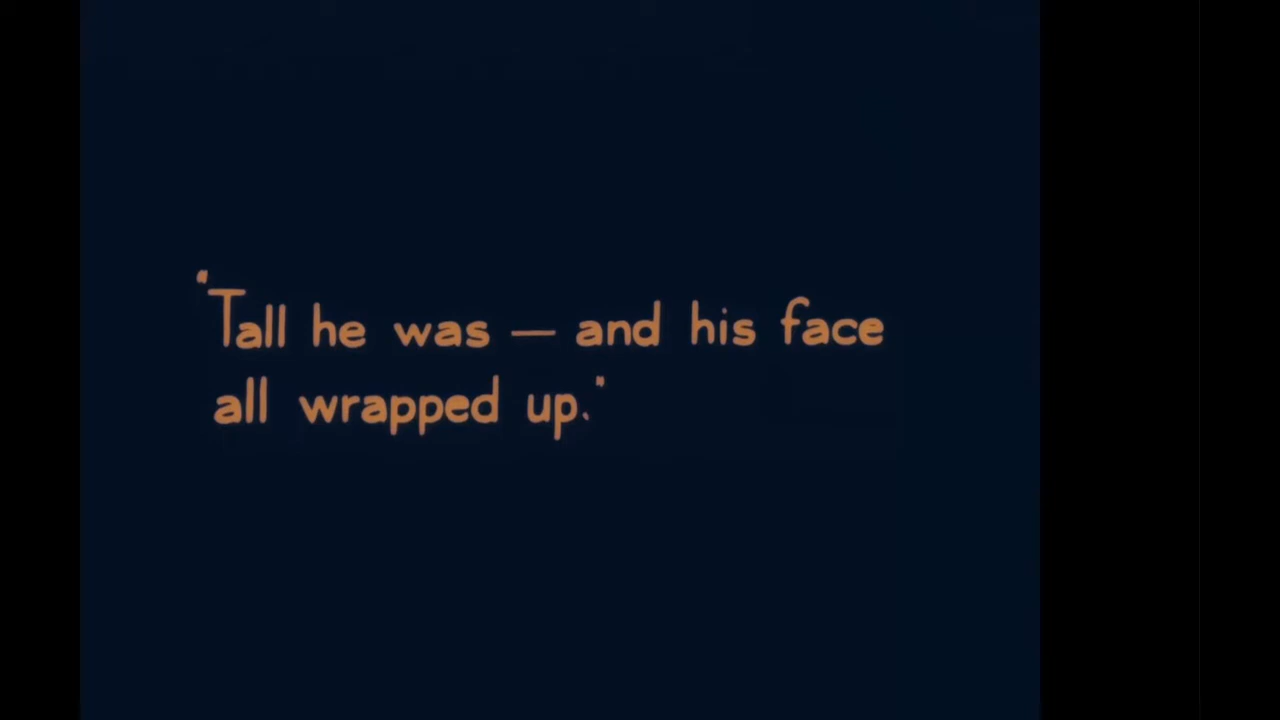 "Tall he was — and his face
all wrapped up."